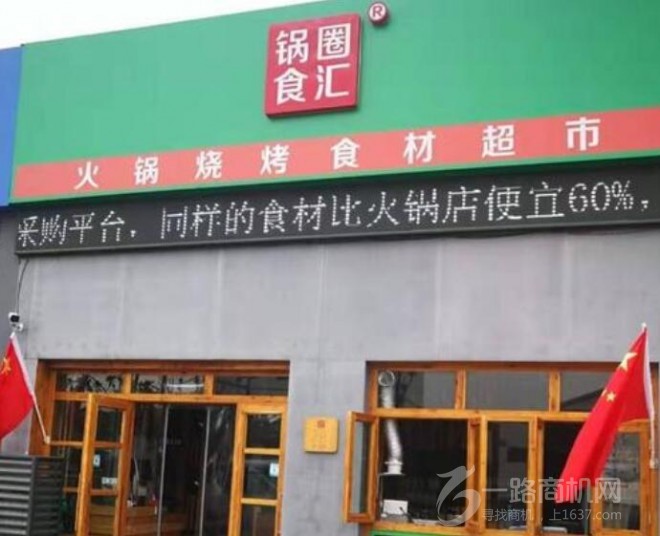 锅圈
食汇
®
火锅烧烤食材超市
采购平台，同样的食材比火锅店便宜60%，
一路商机网
寻找商机，上1637.com